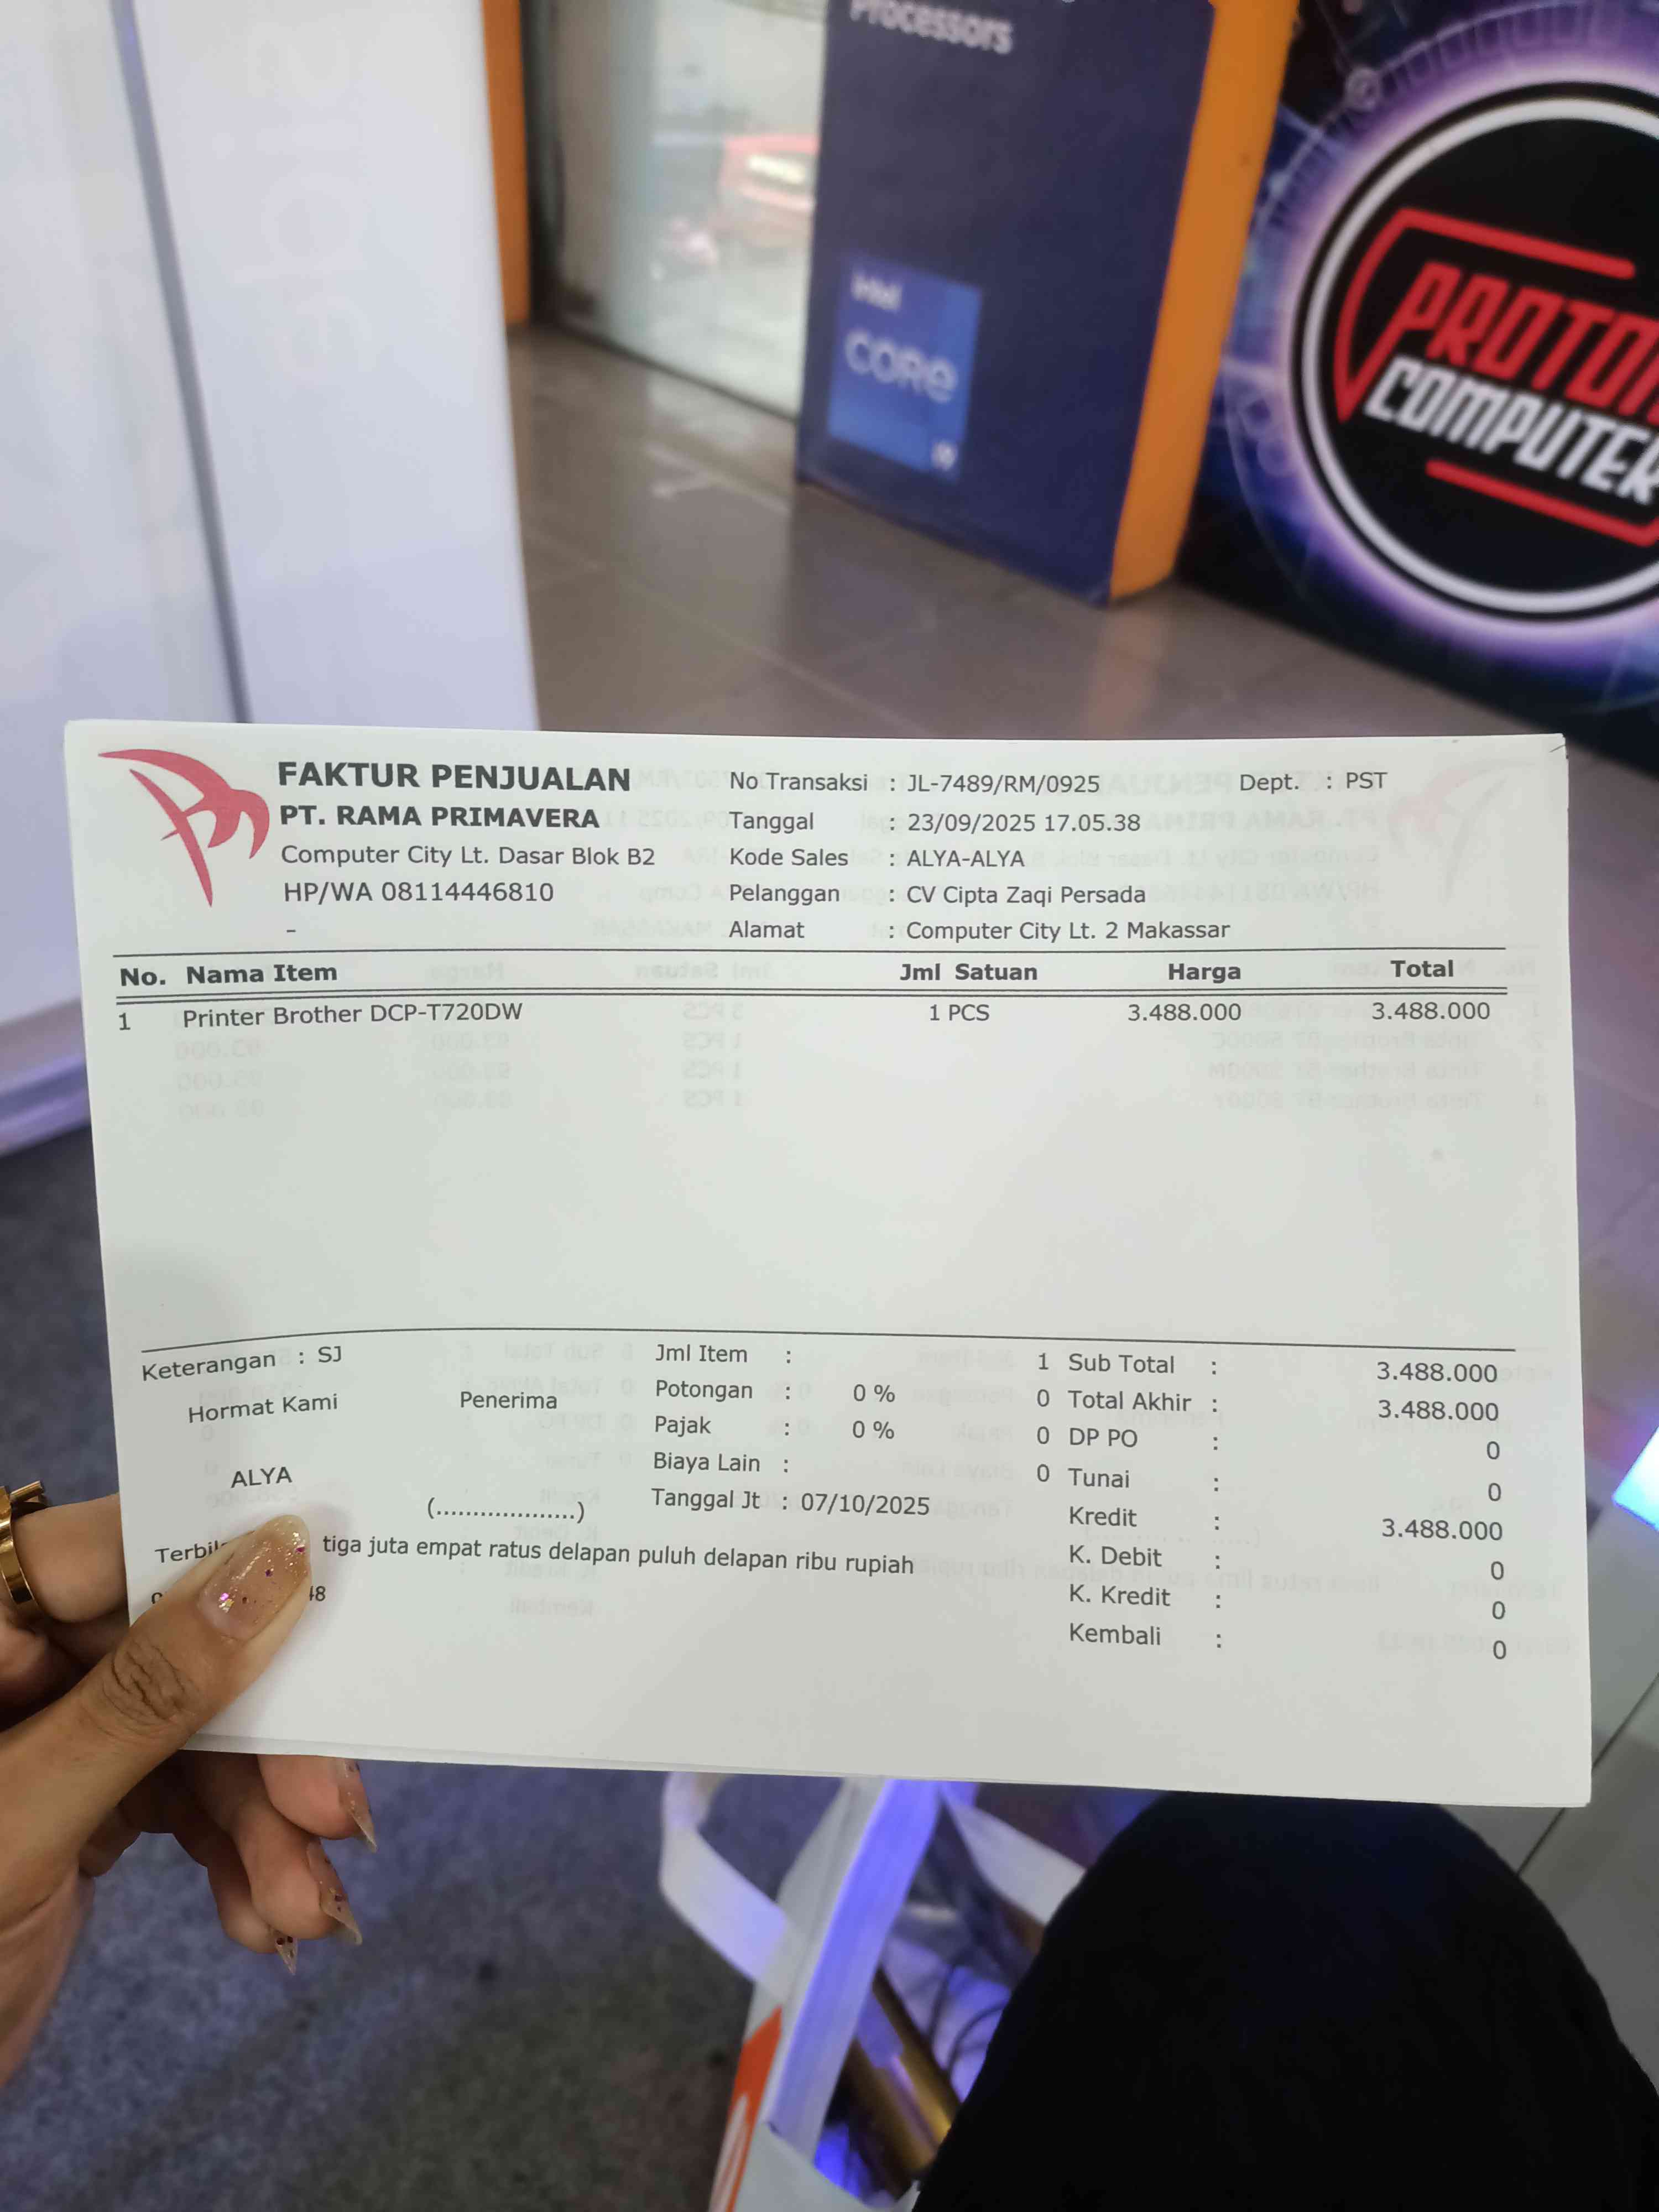 Processors
intel
CORE
i9
PROTON
COMPUTER
FAKTUR PENJUALAN
PT. RAMA PRIMAVERA
Computer City Lt. Dasar Blok B2
HP/WA 08114446810
-
No Transaksi : JL-7489/RM/0925
Tanggal : 23/09/2025 17.05.38
Kode Sales : ALYA-ALYA
Pelanggan : CV Cipta Zaqi Persada
Alamat : Computer City Lt. 2 Makassar
Dept. : PST
No. Nama Item Jml Satuan Harga Total
1 Printer Brother DCP-T720DW 1 PCS 3.488.000 3.488.000
Keterangan : SJ
Hormat Kami Penerima
ALYA
(...................)
Jml Item : 1
Potongan : 0 % 0
Pajak : 0 % 0
Biaya Lain : 0
Tanggal Jt : 07/10/2025
Sub Total : 3.488.000
Total Akhir : 3.488.000
DP PO : 0
Tunai : 0
Kredit : 3.488.000
K. Debit : 0
K. Kredit : 0
Kembali : 0
tiga juta empat ratus delapan puluh delapan ribu rupiah